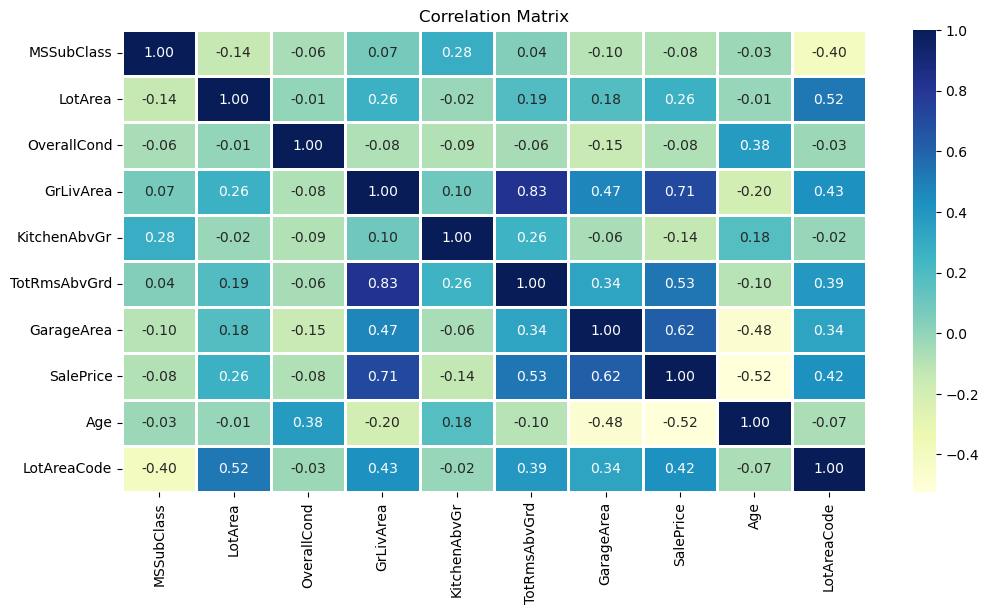 Correlation Matrix
MSSubClass 1.00 -0.14 -0.06 0.07 0.28 0.04 -0.10 -0.08 -0.03 -0.40
LotArea -0.14 1.00 -0.01 0.26 -0.02 0.19 0.18 0.26 -0.01 0.52
OverallCond -0.06 -0.01 1.00 -0.08 -0.09 -0.06 -0.15 -0.08 0.38 -0.03
GrLivArea 0.07 0.26 -0.08 1.00 0.10 0.83 0.47 0.71 -0.20 0.43
KitchenAbvGr 0.28 -0.02 -0.09 0.10 1.00 0.26 -0.06 -0.14 0.18 -0.02
TotRmsAbvGrd 0.04 0.19 -0.06 0.83 0.26 1.00 0.34 0.53 -0.10 0.39
GarageArea -0.10 0.18 -0.15 0.47 -0.06 0.34 1.00 0.62 -0.48 0.34
SalePrice -0.08 0.26 -0.08 0.71 -0.14 0.53 0.62 1.00 -0.52 0.42
Age -0.03 -0.01 0.38 -0.20 0.18 -0.10 -0.48 -0.52 1.00 -0.07
LotAreaCode -0.40 0.52 -0.03 0.43 -0.02 0.39 0.34 0.42 -0.07 1.00
MSSubClass
LotArea
OverallCond
GrLivArea
KitchenAbvGr
TotRmsAbvGrd
GarageArea
SalePrice
Age
LotAreaCode
1.0
0.8
0.6
0.4
0.2
0.0
−0.2
−0.4